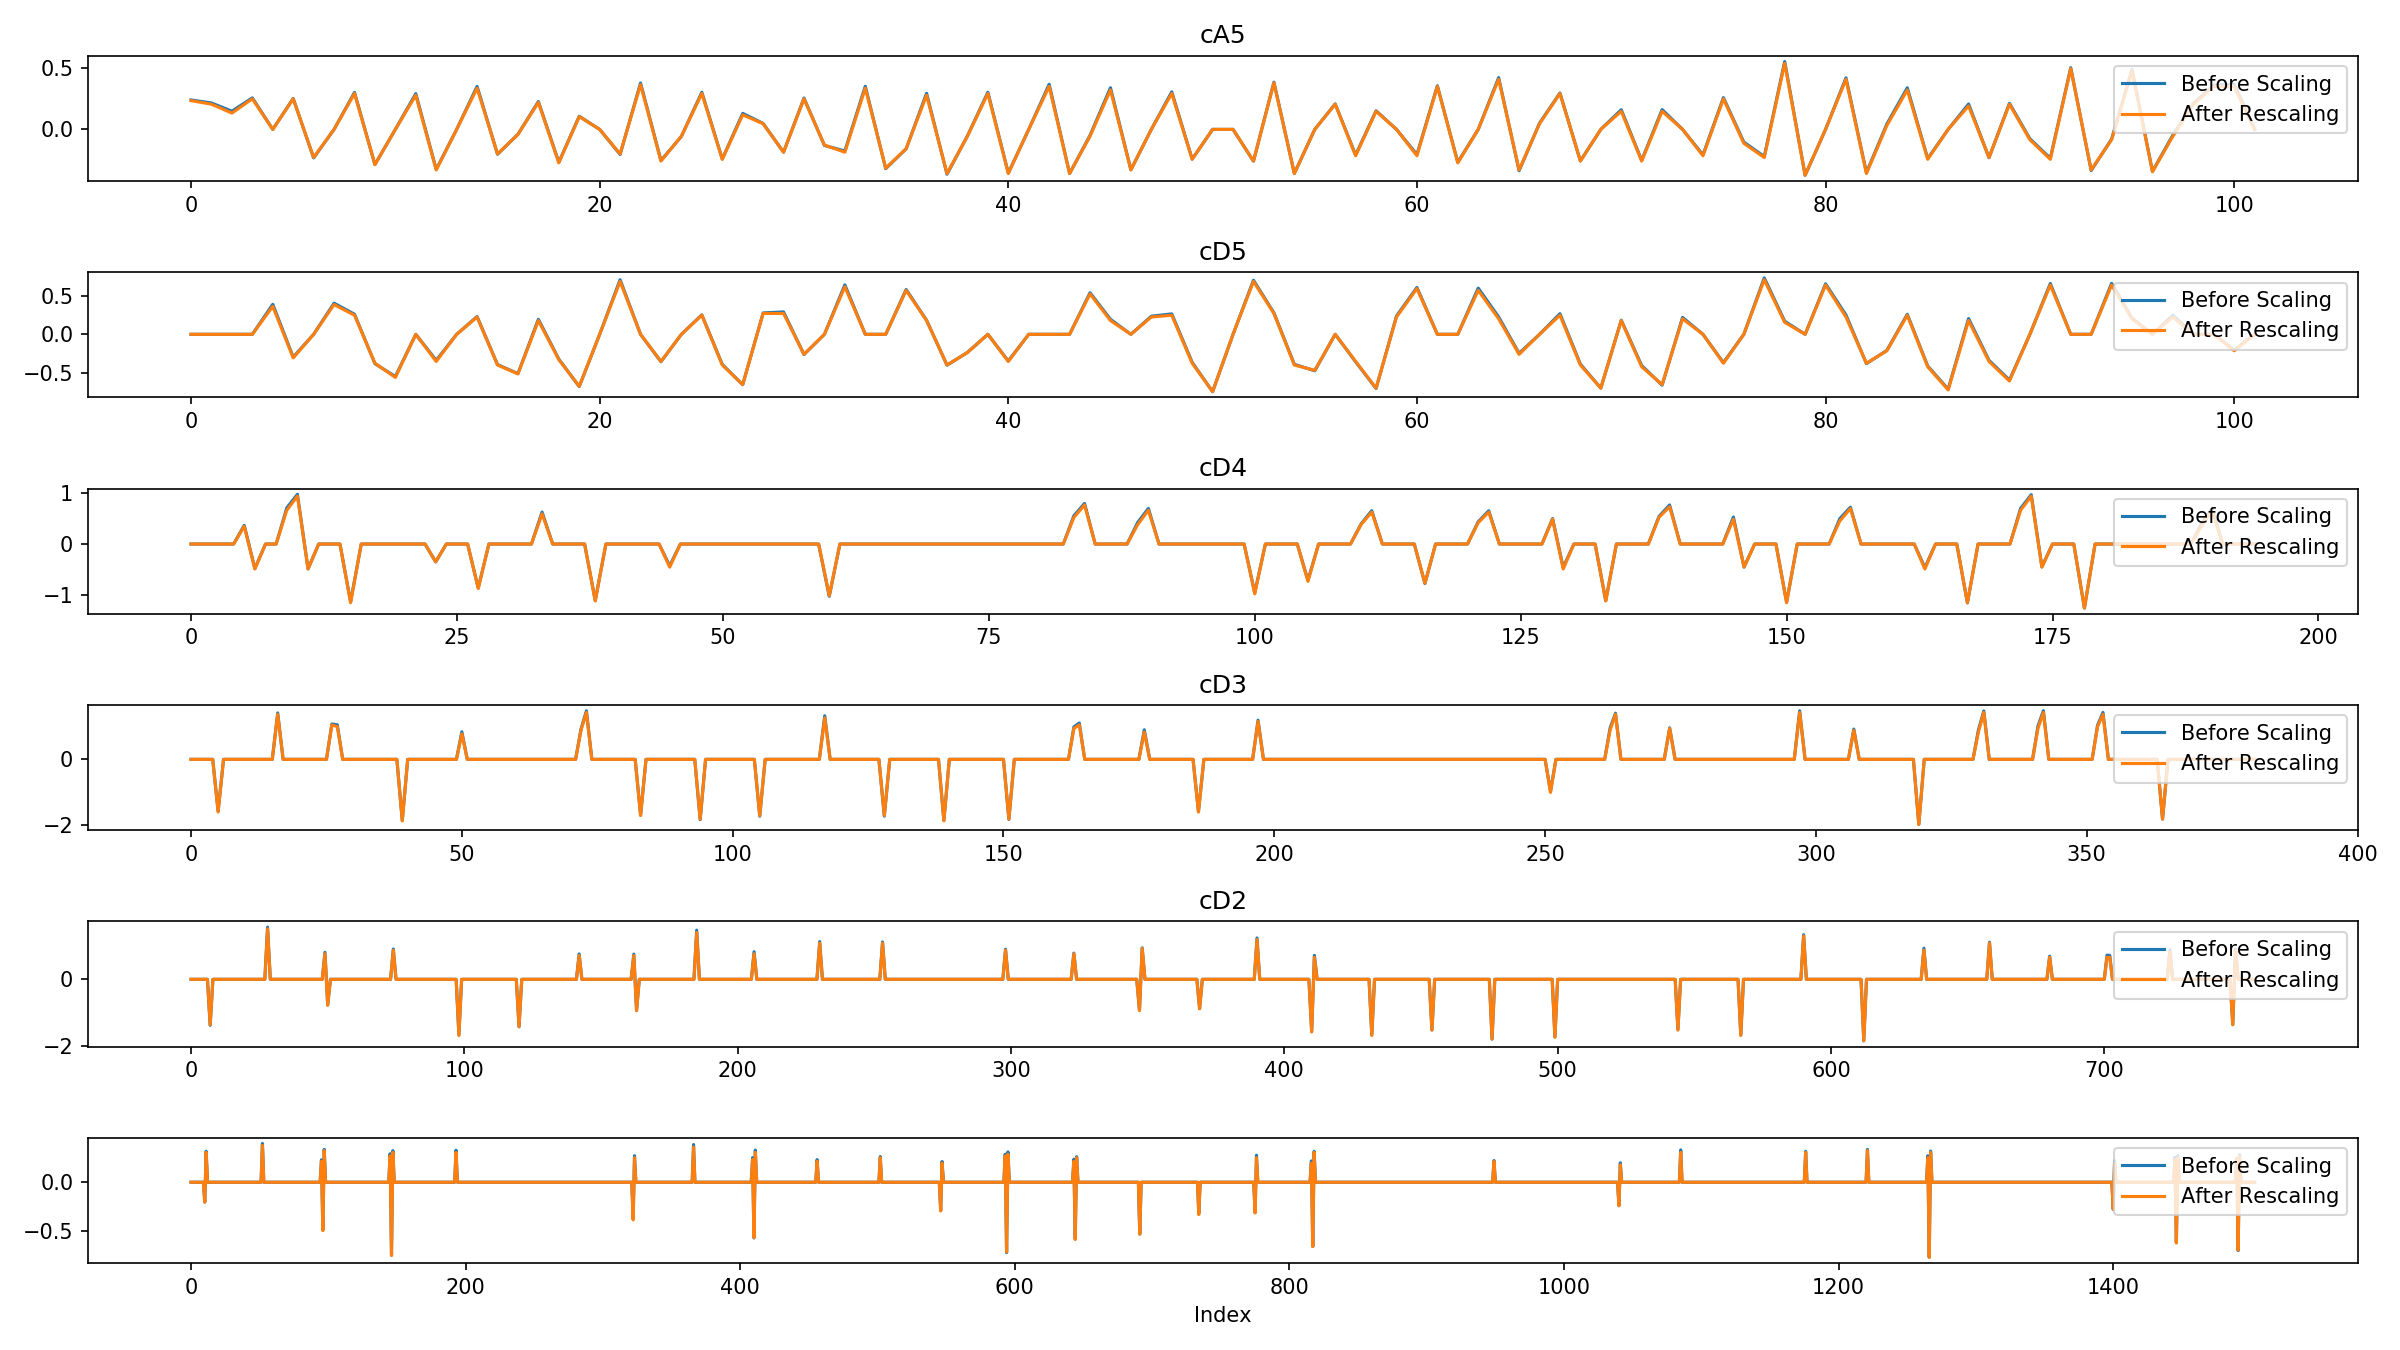 cA5
0.5
0.0
Before Scaling
After Rescaling
0 20 40 60 80 100
cD5
0.5
0.0
−0.5
Before Scaling
After Rescaling
0 20 40 60 80 100
cD4
1
0
−1
Before Scaling
After Rescaling
0 25 50 75 100 125 150 175 200
cD3
0
−2
Before Scaling
After Rescaling
0 50 100 150 200 250 300 350 400
cD2
0
−2
Before Scaling
After Rescaling
0 100 200 300 400 500 600 700
0.0
−0.5
Before Scaling
After Rescaling
0 200 400 600 800 1000 1200 1400
Index